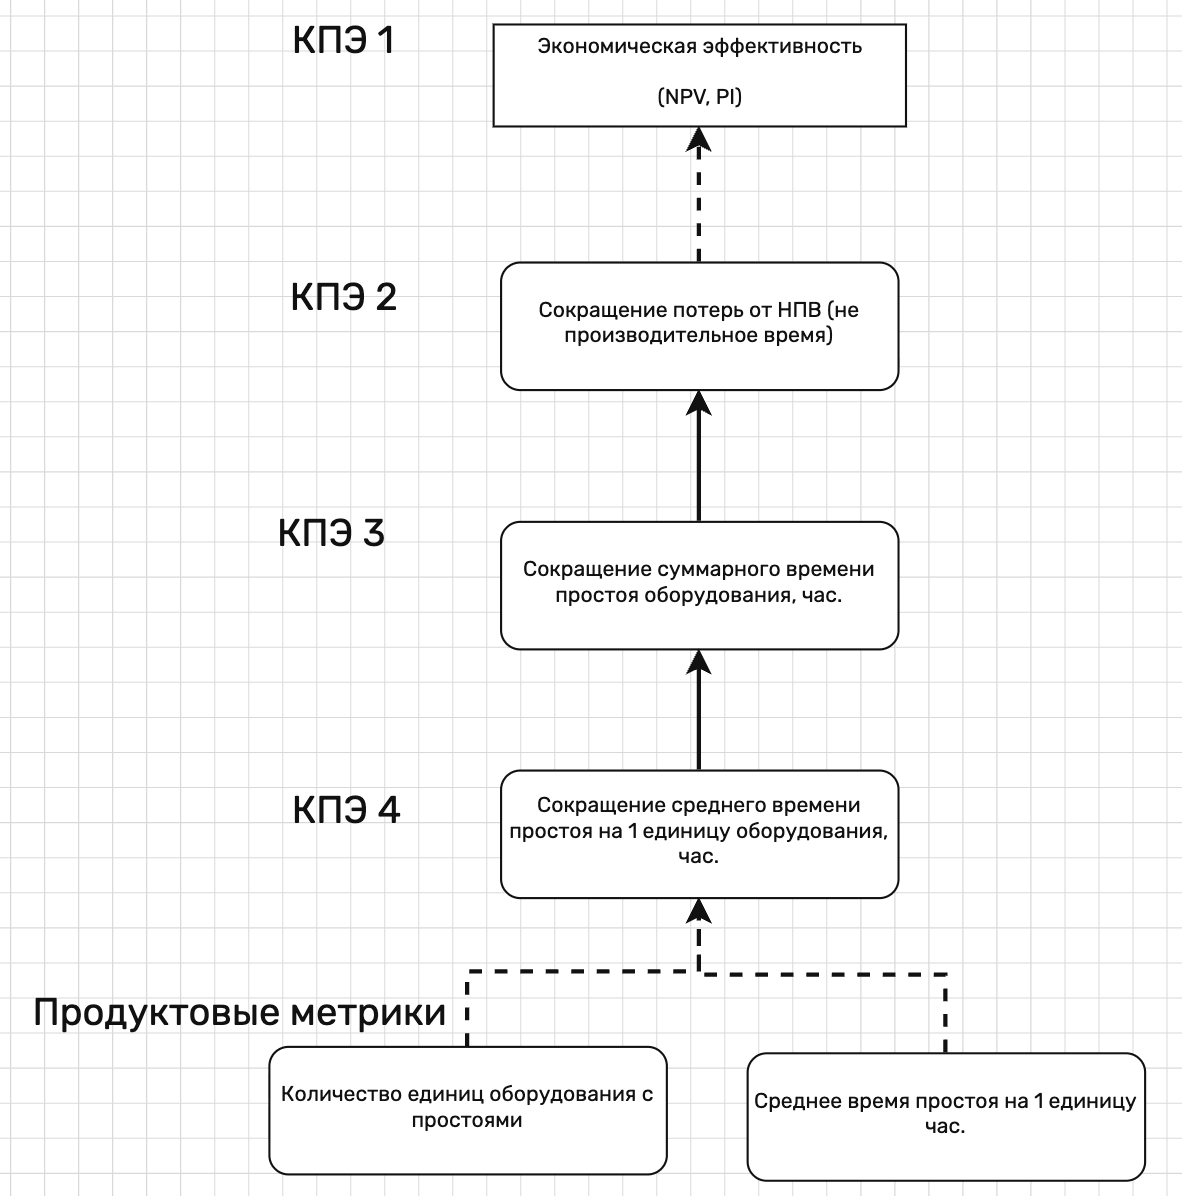 КПЭ 1
Экономическая эффективность
(NPV, PI)
КПЭ 2
Сокращение потерь от НПВ (не
производительное время)
КПЭ 3
Сокращение суммарного времени
простоя оборудования, час.
КПЭ 4
Сокращение среднего времени
простоя на 1 единицу оборудования,
час.
Продуктовые метрики
Количество единиц оборудования с
простоями
Среднее время простоя на 1 единицу
час.